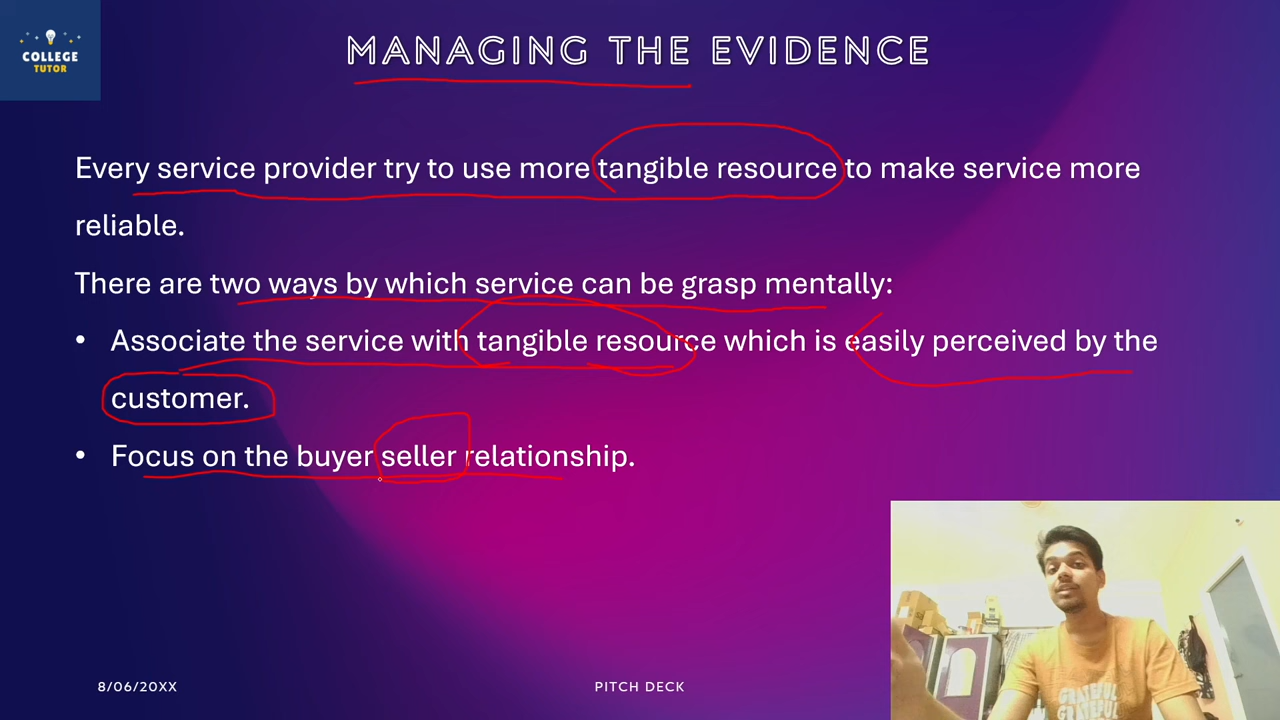 COLLEGE
TUTOR
MANAGING THE EVIDENCE
Every service provider try to use more tangible resource to make service more
reliable.
There are two ways by which service can be grasp mentally:
• Associate the service with tangible resource which is easily perceived by the
customer.
• Focus on the buyer seller relationship.
8/06/20XX
PITCH DECK
GRATEFUL
GRATEFUL